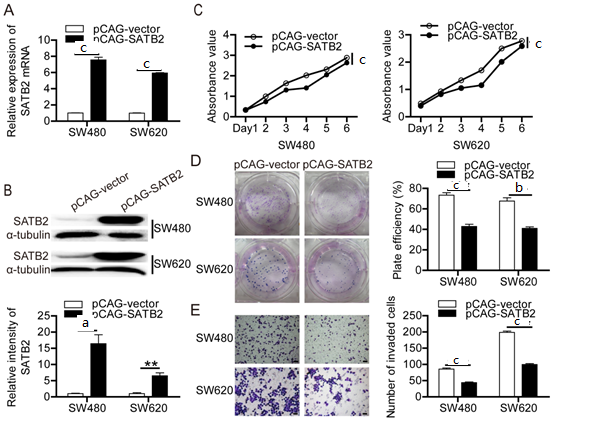 A
pCAG-vector
pCAG-SATB2
Relative expression of
SATB2 mRNA
10
8
6
4
2
0
c
c
SW480
SW620
C
pCAG-vector
pCAG-SATB2
Absorbance value
3
2
1
0
c
Day1 2 3 4 5 6
SW480
pCAG-vector
pCAG-SATB2
Absorbance value
3
2
1
0
c
Day1 2 3 4 5 6
SW620
B
pCAG-vector
pCAG-SATB2
SATB2
α-tubulin
SW480
SATB2
α-tubulin
SW620
pCAG-vector
pCAG-SATB2
Relative intensity of
SATB2
25
20
15
10
5
0
a
**
SW480
SW620
D
pCAG-vector pCAG-SATB2
SW480
SW620
pCAG-vector
pCAG-SATB2
Plate efficiency (%)
80
60
40
20
0
c
b
SW480
SW620
E
SW480
SW620
pCAG-vector
pCAG-SATB2
Number of invaded cells
250
200
150
100
50
0
c
c
SW480
SW620